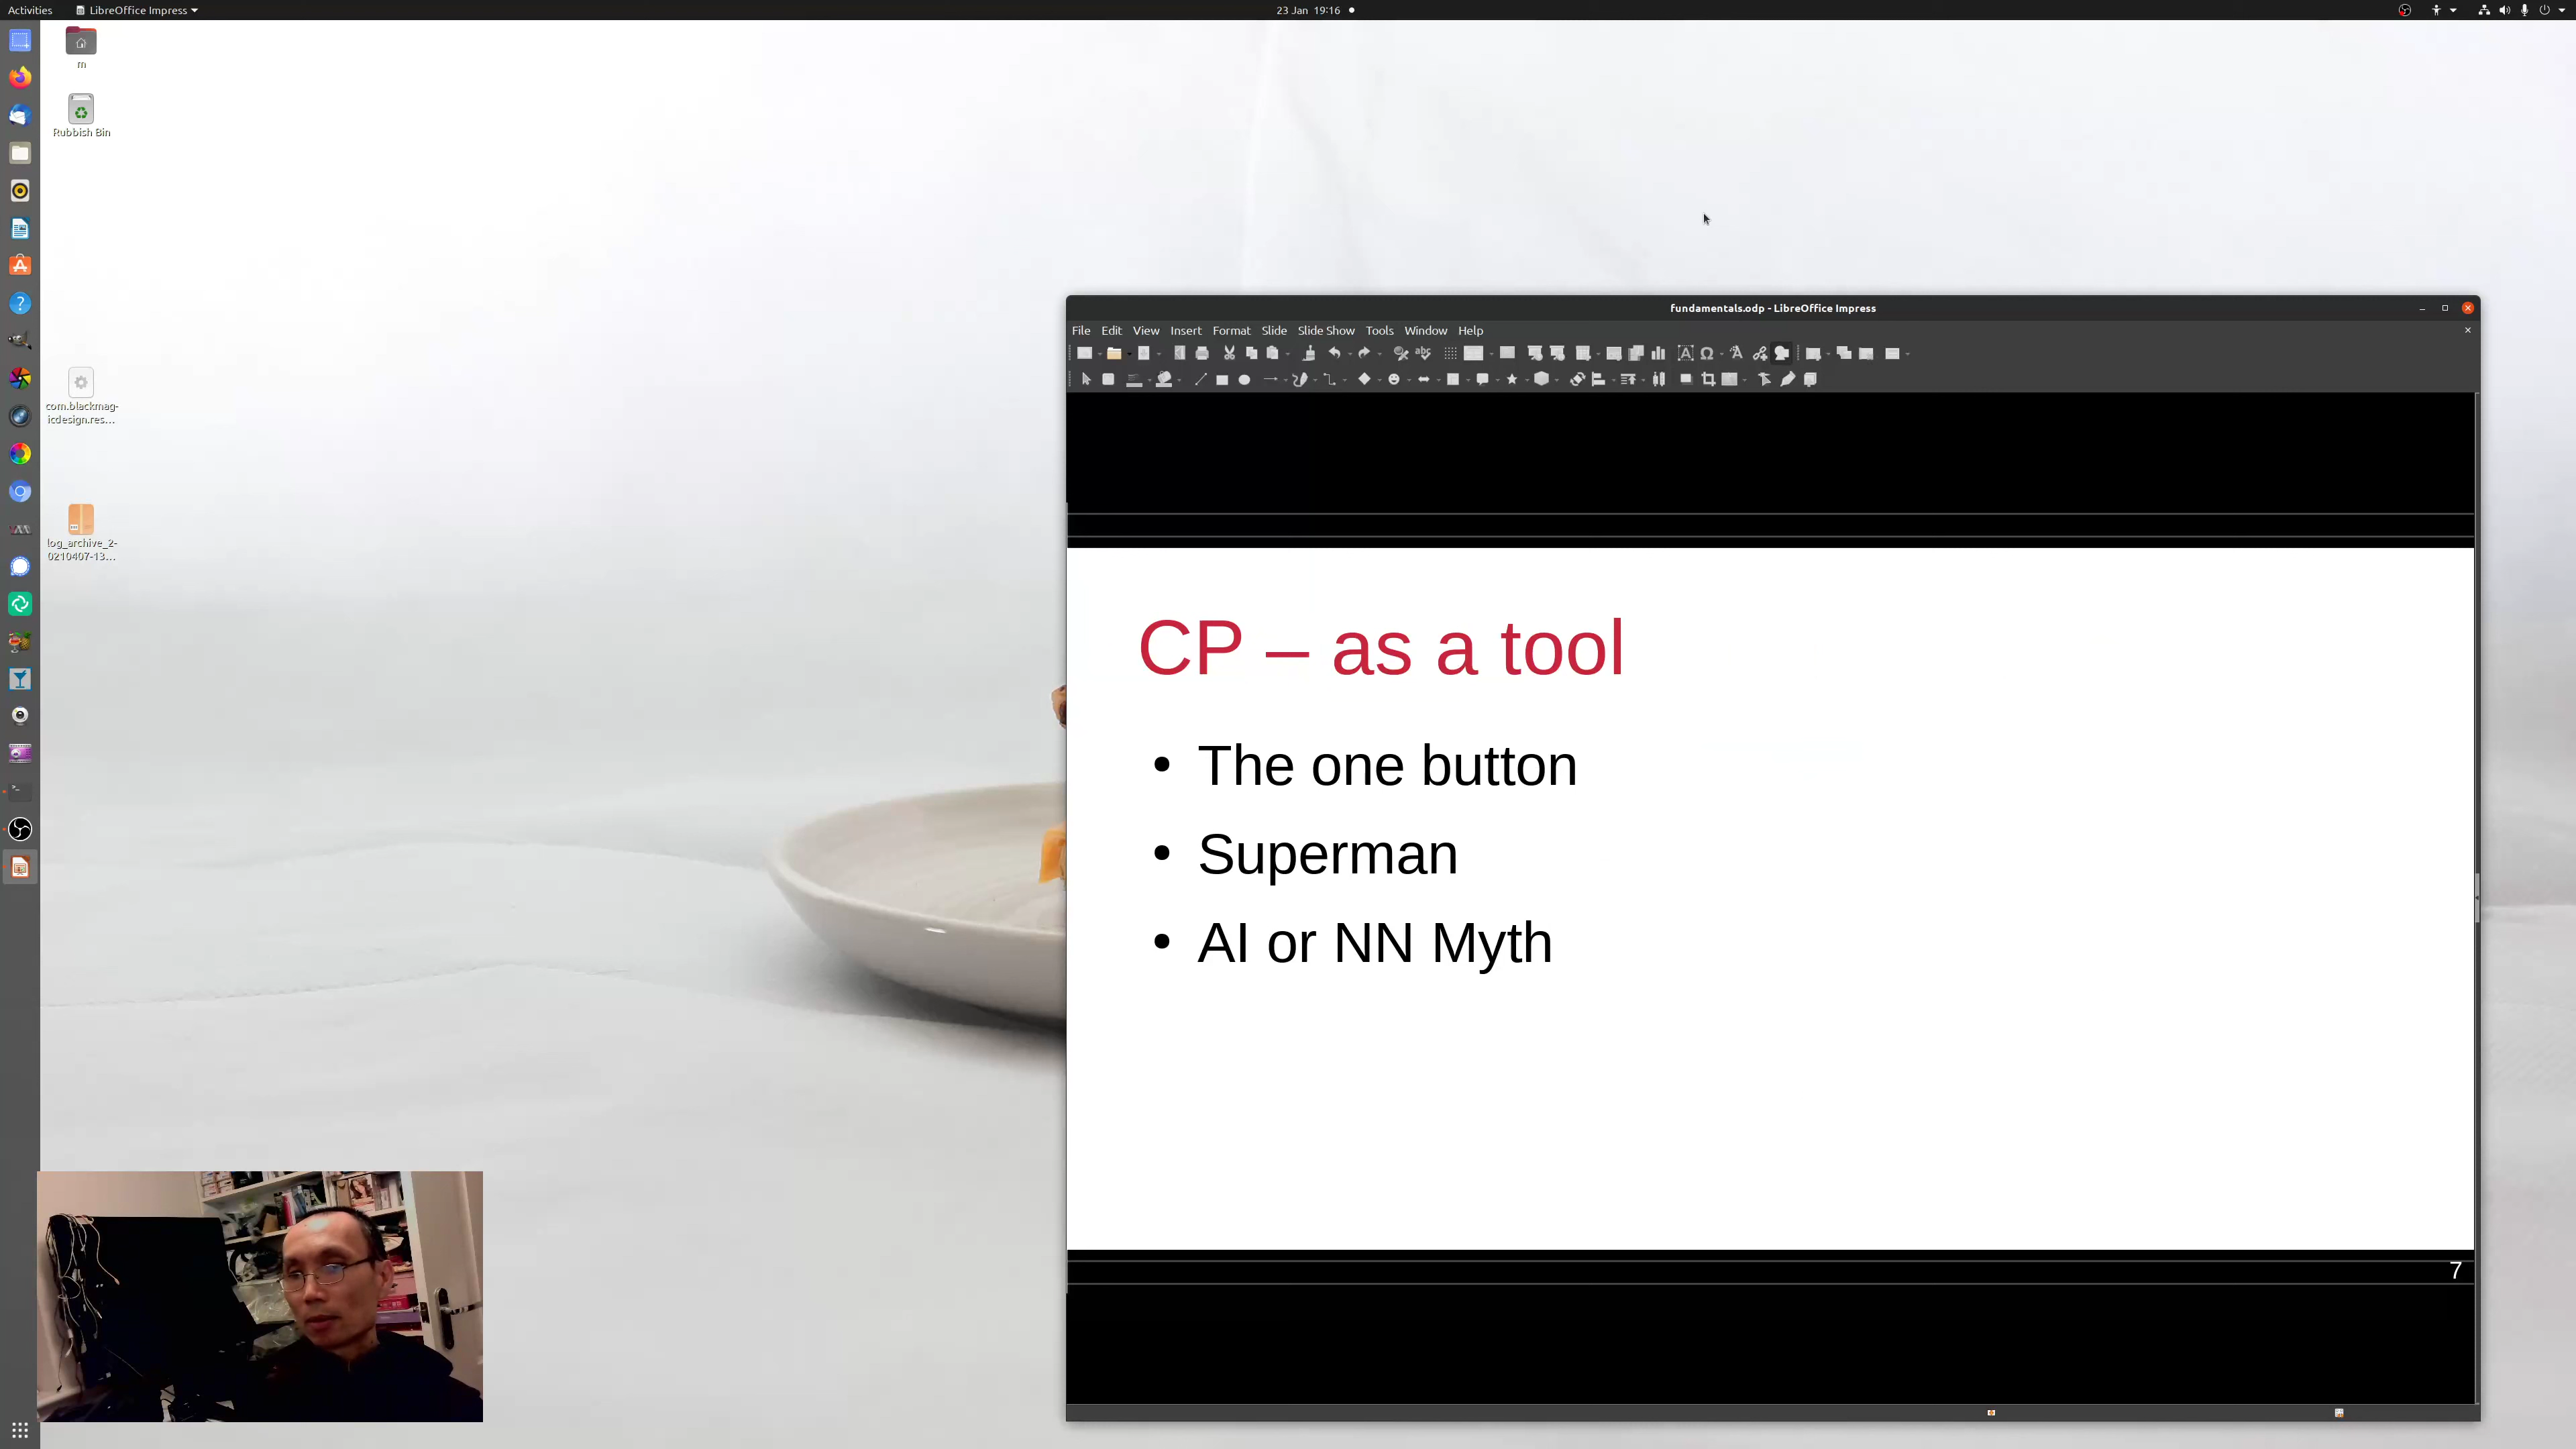 Activities
LibreOffice Impress
23 Jan 19:16
m
Rubbish Bin
com.blackmag-
icdesign.res...
log_archive_2-
0210407-13...
fundamentals.odp - LibreOffice Impress
File Edit View Insert Format Slide Slide Show Tools Window Help
CP – as a tool
• The one button
• Superman
• AI or NN Myth
7